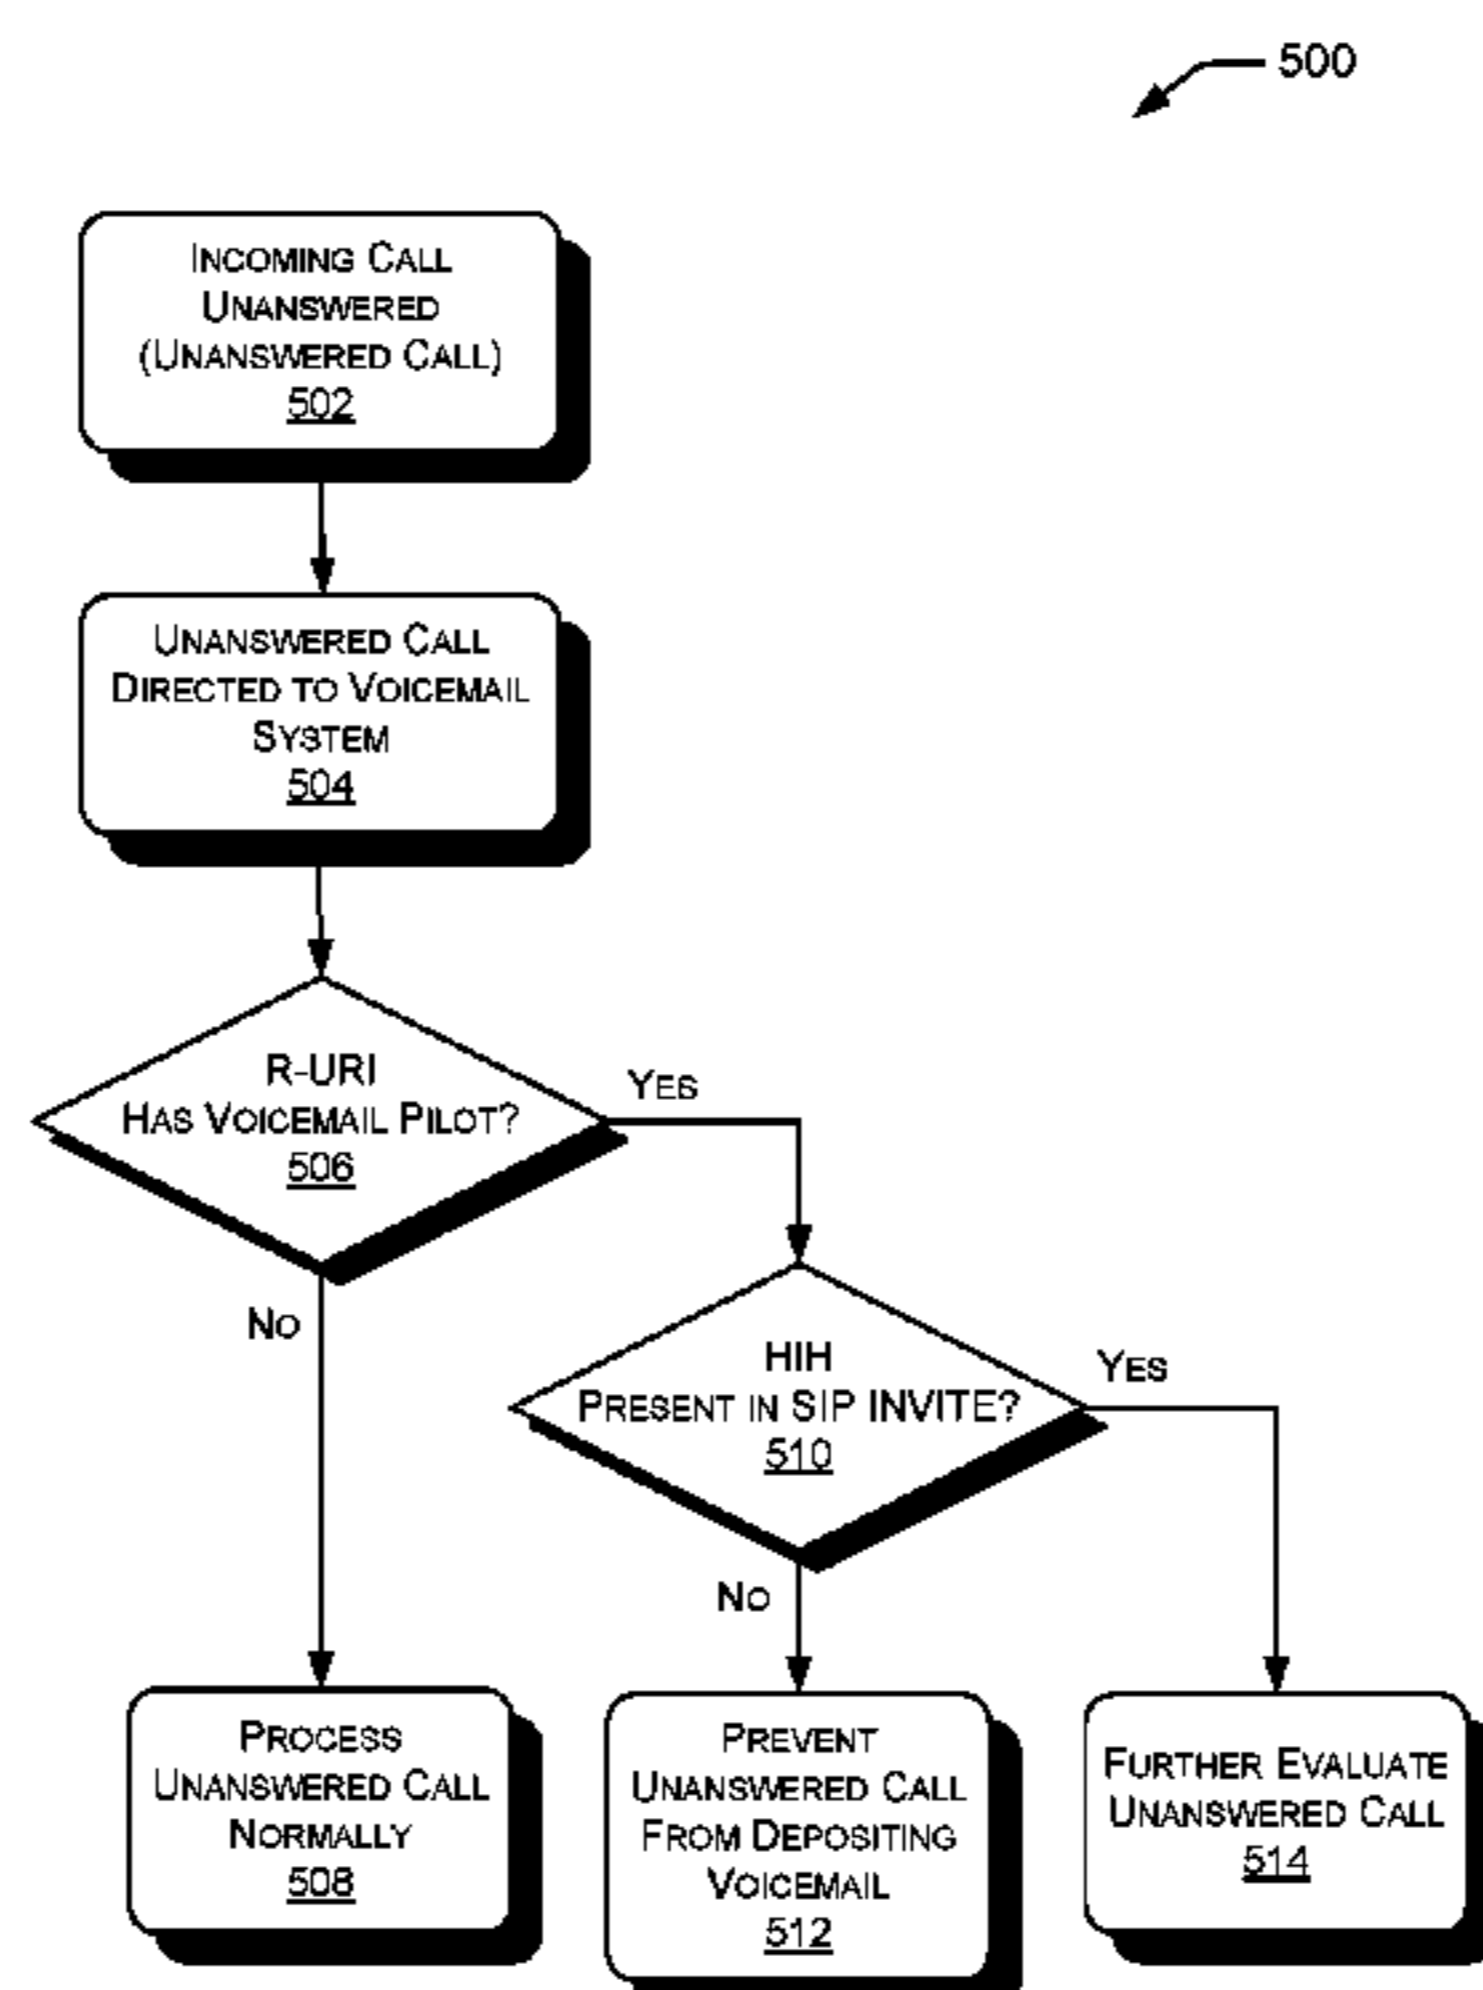 500
INCOMING CALL
UNANSWERED
(UNANSWERED CALL)
502
UNANSWERED CALL
DIRECTED TO VOICEMAIL
SYSTEM
504
R-URI
HAS VOICEMAIL PILOT?
506
YES
NO
HIH
PRESENT IN SIP INVITE?
510
YES
NO
PROCESS
UNANSWERED CALL
NORMALLY
508
PREVENT
UNANSWERED CALL
FROM DEPOSITING
VOICEMAIL
512
FURTHER EVALUATE
UNANSWERED CALL
514